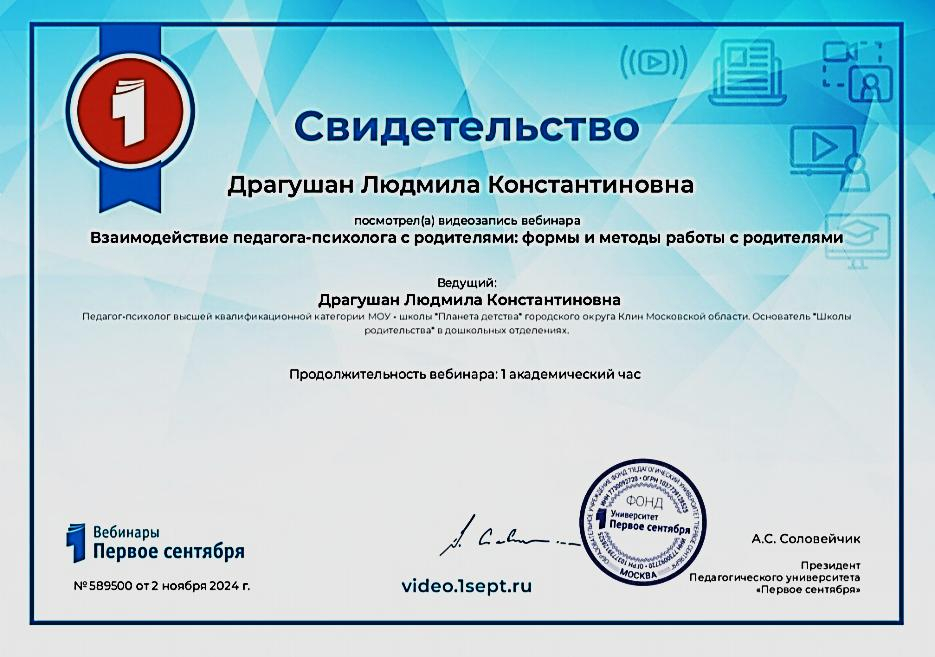 1
Свидетельство
Драгушан Людмила Константиновна
посмотрел(а) видеозапись вебинара
Взаимодействие педагога-психолога с родителями: формы и методы работы с родителями
Ведущий:
Драгушан Людмила Константиновна
Педагог-психолог высшей квалификационной категории МОУ - школы "Планета детства" городского округа Клин Московской области. Основатель "Школы
родительства" в дошкольных отделениях.
Продолжительность вебинара: 1 академический час
Вебинары
Первое сентября
№ 589500 от 2 ноября 2024 г.
video.1sept.ru
ФОНД
Университет
Первое сентября
МОСКВА
А.С. Соловейчик
Президент
Педагогического университета
«Первое сентября»